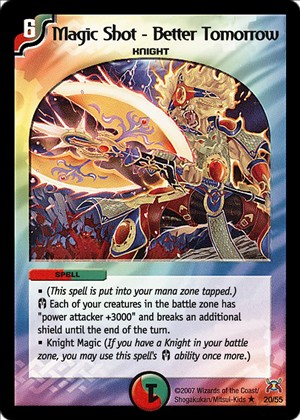 6
Magic Shot - Better Tomorrow
KNIGHT
SPELL
■ (This spell is put into your mana zone tapped.)
Each of your creatures in the battle zone has
"power attacker +3000" and breaks an
additional shield until the end of the turn.
■ Knight Magic (If you have a Knight in your battle
zone, you may use this spell's ability once more.)
1
©2007 Wizards of the Coast/
Shogakukan/Mitsui-Kids ★ 20/55